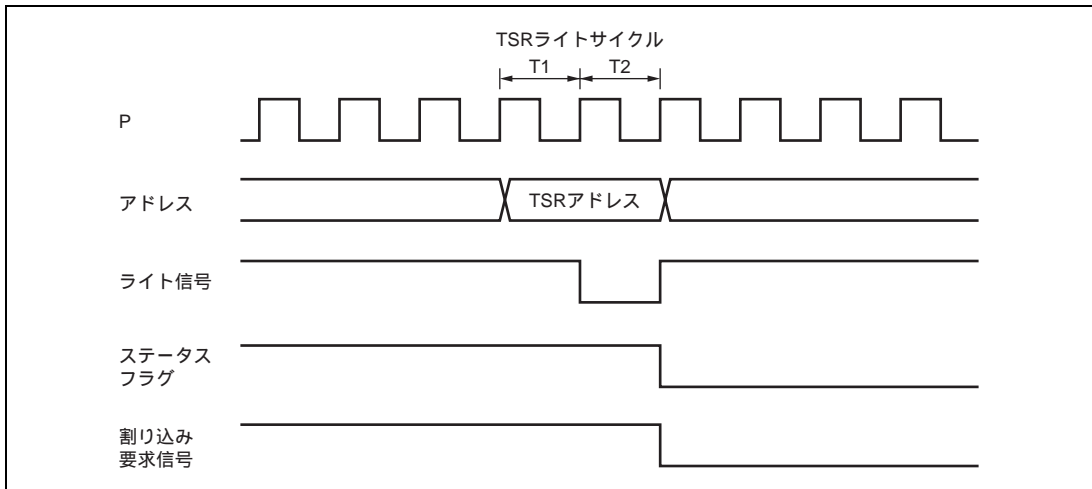 TSRライトサイクル
T1 T2
P
アドレス
TSRアドレス
ライト信号
ステータス
フラグ
割り込み
要求信号